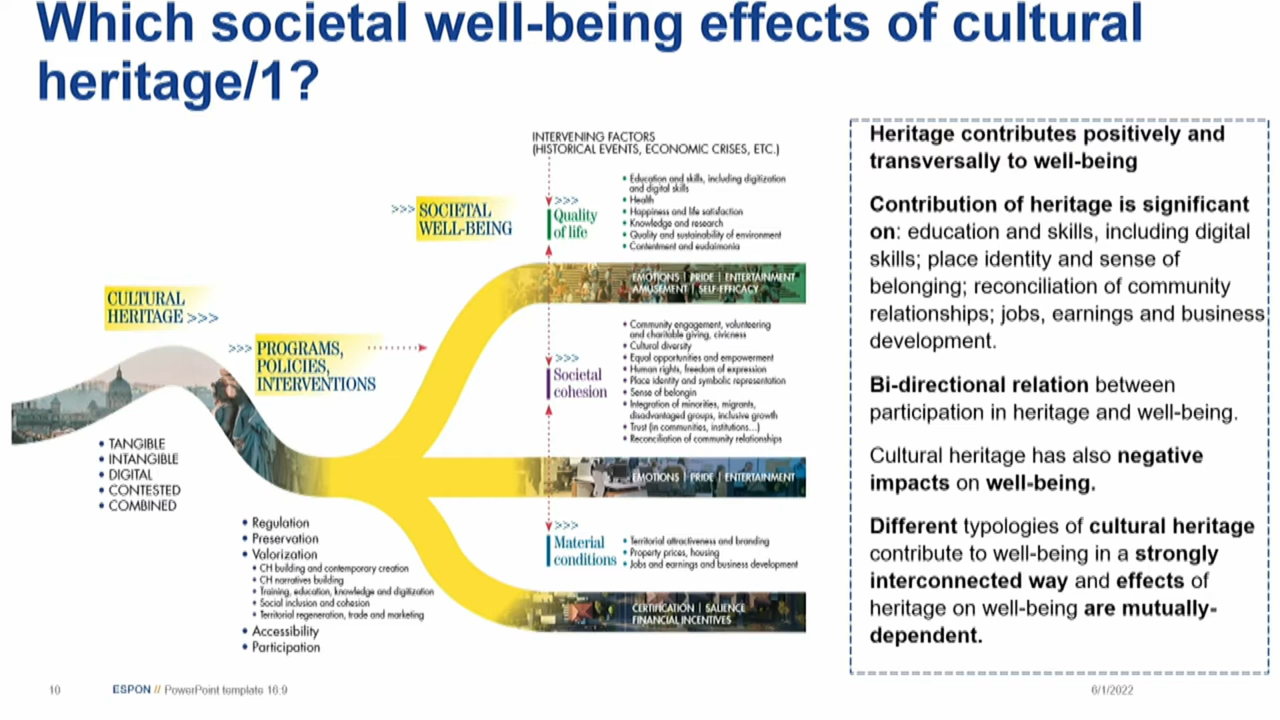 Which societal well-being effects of cultural
heritage/1?
INTERVENING FACTORS
(HISTORICAL EVENTS, ECONOMIC CRISES, ETC.)
>>> SOCIETAL
WELL-BEING
>>>
Quality
of life
• Education and skills, including digitization
and digital skills
• Health
• Happiness and life satisfaction
• Knowledge and research
• Quality and sustainability of environment
• Contentment and eudaimonia
EMOTIONS | PRIDE | ENTERTAINMENT
AMUSEMENT | SELF-EFFICACY
CULTURAL
HERITAGE >>>
>>> PROGRAMS,
POLICIES,
INTERVENTIONS
>>>
Societal
cohesion
• Community engagement, volunteering
and charitable giving, civicness
• Cultural diversity
• Equal opportunities and empowerment
• Human rights, freedom of expression
• Place identity and symbolic representation
• Sense of belongin
• Integration of minorities, migrants,
disadvantaged groups, inclusive growth
• Trust (in communities, institutions...)
• Reconciliation of community relationships
EMOTIONS | PRIDE | ENTERTAINMENT
• TANGIBLE
• INTANGIBLE
• DIGITAL
• CONTESTED
• COMBINED
• Regulation
• Preservation
• Valorization
• CH building and contemporary creation
• CH narratives building
• Training, education, knowledge and digitization
• Social inclusion and cohesion
• Territorial regeneration, trade and marketing
• Accessibility
• Participation
>>>
Material
conditions
• Territorial attractiveness and branding
• Property prices, housing
• Jobs and earnings and business development
CERTIFICATION | SALIENCE
FINANCIAL INCENTIVES
Heritage contributes positively and
transversally to well-being
Contribution of heritage is significant
on: education and skills, including digital
skills; place identity and sense of
belonging; reconciliation of community
relationships; jobs, earnings and business
development.
Bi-directional relation between
participation in heritage and well-being.
Cultural heritage has also negative
impacts on well-being.
Different typologies of cultural heritage
contribute to well-being in a strongly
interconnected way and effects of
heritage on well-being are mutually-
dependent.
10
ESPON // PowerPoint template 16:9
6/1/2022